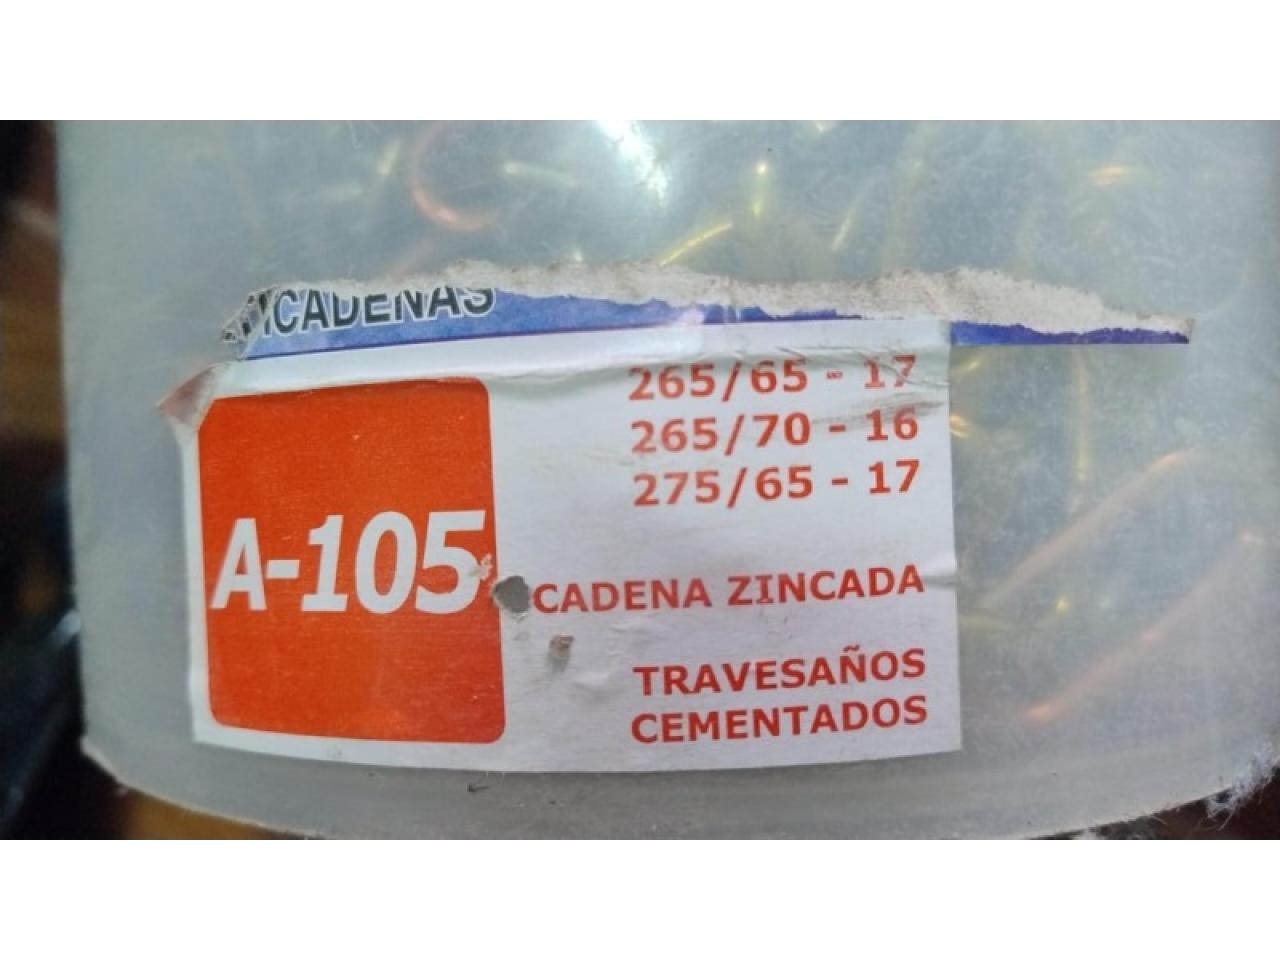 CADENAS
265/65 - 17
265/70 - 16
275/65 - 17
A-105
CADENA ZINCADA
TRAVESAÑOS
CEMENTADOS